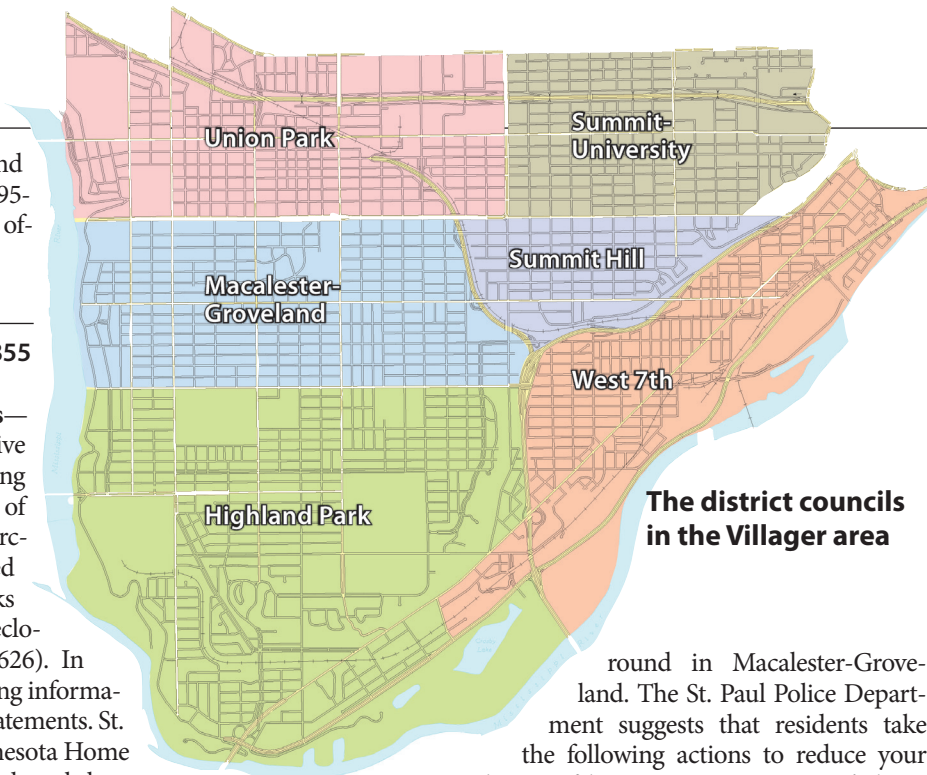 nd
95-
of-
355
s—
ive
ng
of
rc-
ed
ks
eclo-
626). In
ng informa-
atements. St.
nesota Home
Union Park
Summit-
University
Summit Hill
Macalester-
Groveland
West 7th
Highland Park
The district councils
in the Villager area
round in Macalester-Grove-
land. The St. Paul Police Depart-
ment suggests that residents take
the following actions to reduce your